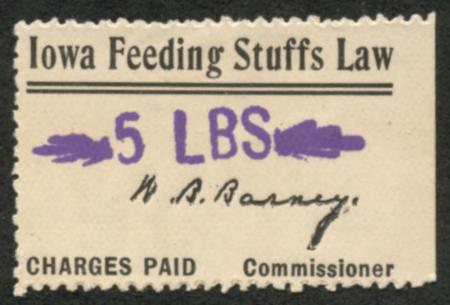 Iowa Feeding Stuffs Law
5 LBS
W. B. Barney.
CHARGES PAID Commissioner